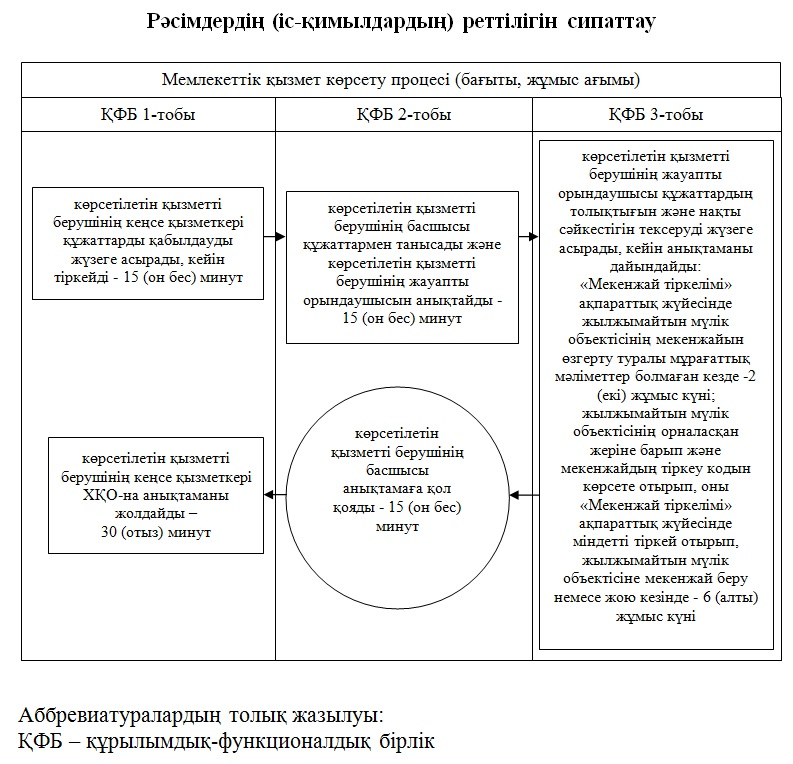 Рәсімдердің (іс-қимылдардың) реттілігін сипаттау
Мемлекеттік қызмет көрсету процесі (бағыты, жұмыс ағымы)
ҚФБ 1-тобы
ҚФБ 2-тобы
ҚФБ 3-тобы
көрсетілетін қызметті
берушінің кеңсе қызметкері
құжаттарды қабылдауды
жүзеге асырады, кейін
тіркейді - 15 (он бес) минут
көрсетілетін қызметті
берушінің басшысы
құжаттармен танысады және
көрсетілетін қызметті
берушінің жауапты
орындаушысын анықтайды -
15 (он бес) минут
көрсетілетін қызметті
берушінің жауапты
орындаушысы құжаттардың
толықтығын және нақты
сәйкестігін тексеруді жүзеге
асырады, кейін анықтаманы
дайындайды:
«Мекенжай тіркелімі»
ақпараттық жүйесінде
жылжымайтын мүлік
объектісінің мекенжайын
өзгерту туралы мұрағаттық
мәліметтер болмаған кезде -2
(екі) жұмыс күні;
жылжымайтын мүлік
объектісінің орналасқан
жеріне барып және
мекенжайдың тіркеу кодын
көрсете отырып, оны
«Мекенжай тіркелімі»
ақпараттық жүйесінде
міндетті тіркей отырып,
жылжымайтын мүлік
объектісіне мекенжай беру
немесе жою кезінде - 6 (алты)
жұмыс күні
көрсетілетін
қызметті берушінің
басшысы
анықтамаға қол
қояды - 15 (он бес)
минут
көрсетілетін қызметті
берушінің кеңсе қызметкері
ХҚО-на анықтаманы
жолдайды –
30 (отыз) минут
Аббревиатуралардың толық жазылуы:
ҚФБ – құрылымдық-функционалдық бірлік